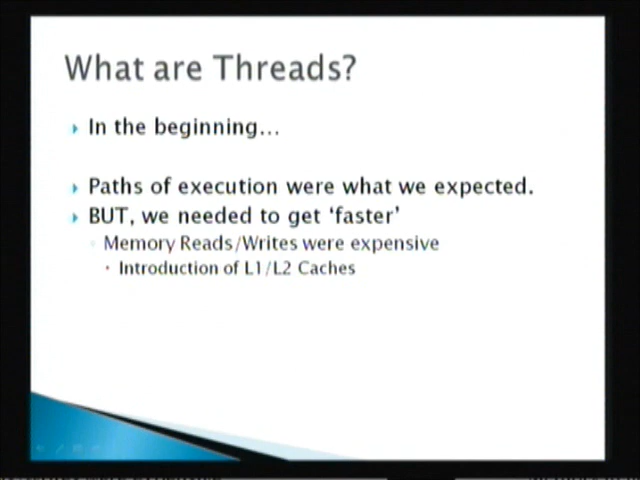 What are Threads?
In the beginning...
Paths of execution were what we expected.
BUT, we needed to get ‘faster’
Memory Reads/Writes were expensive
Introduction of L1/L2 Caches